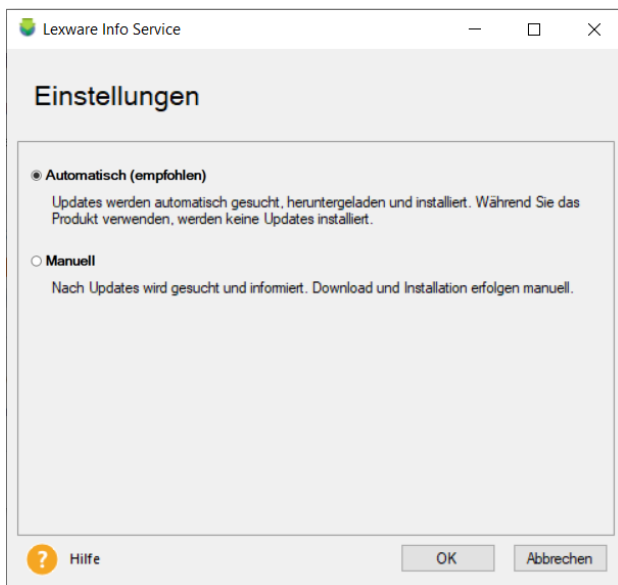 Lexware Info Service
Einstellungen
Automatisch (empfohlen)
Updates werden automatisch gesucht, heruntergeladen und installiert. Während Sie das
Produkt verwenden, werden keine Updates installiert.
Manuell
Nach Updates wird gesucht und informiert. Download und Installation erfolgen manuell.
? Hilfe
OK
Abbrechen